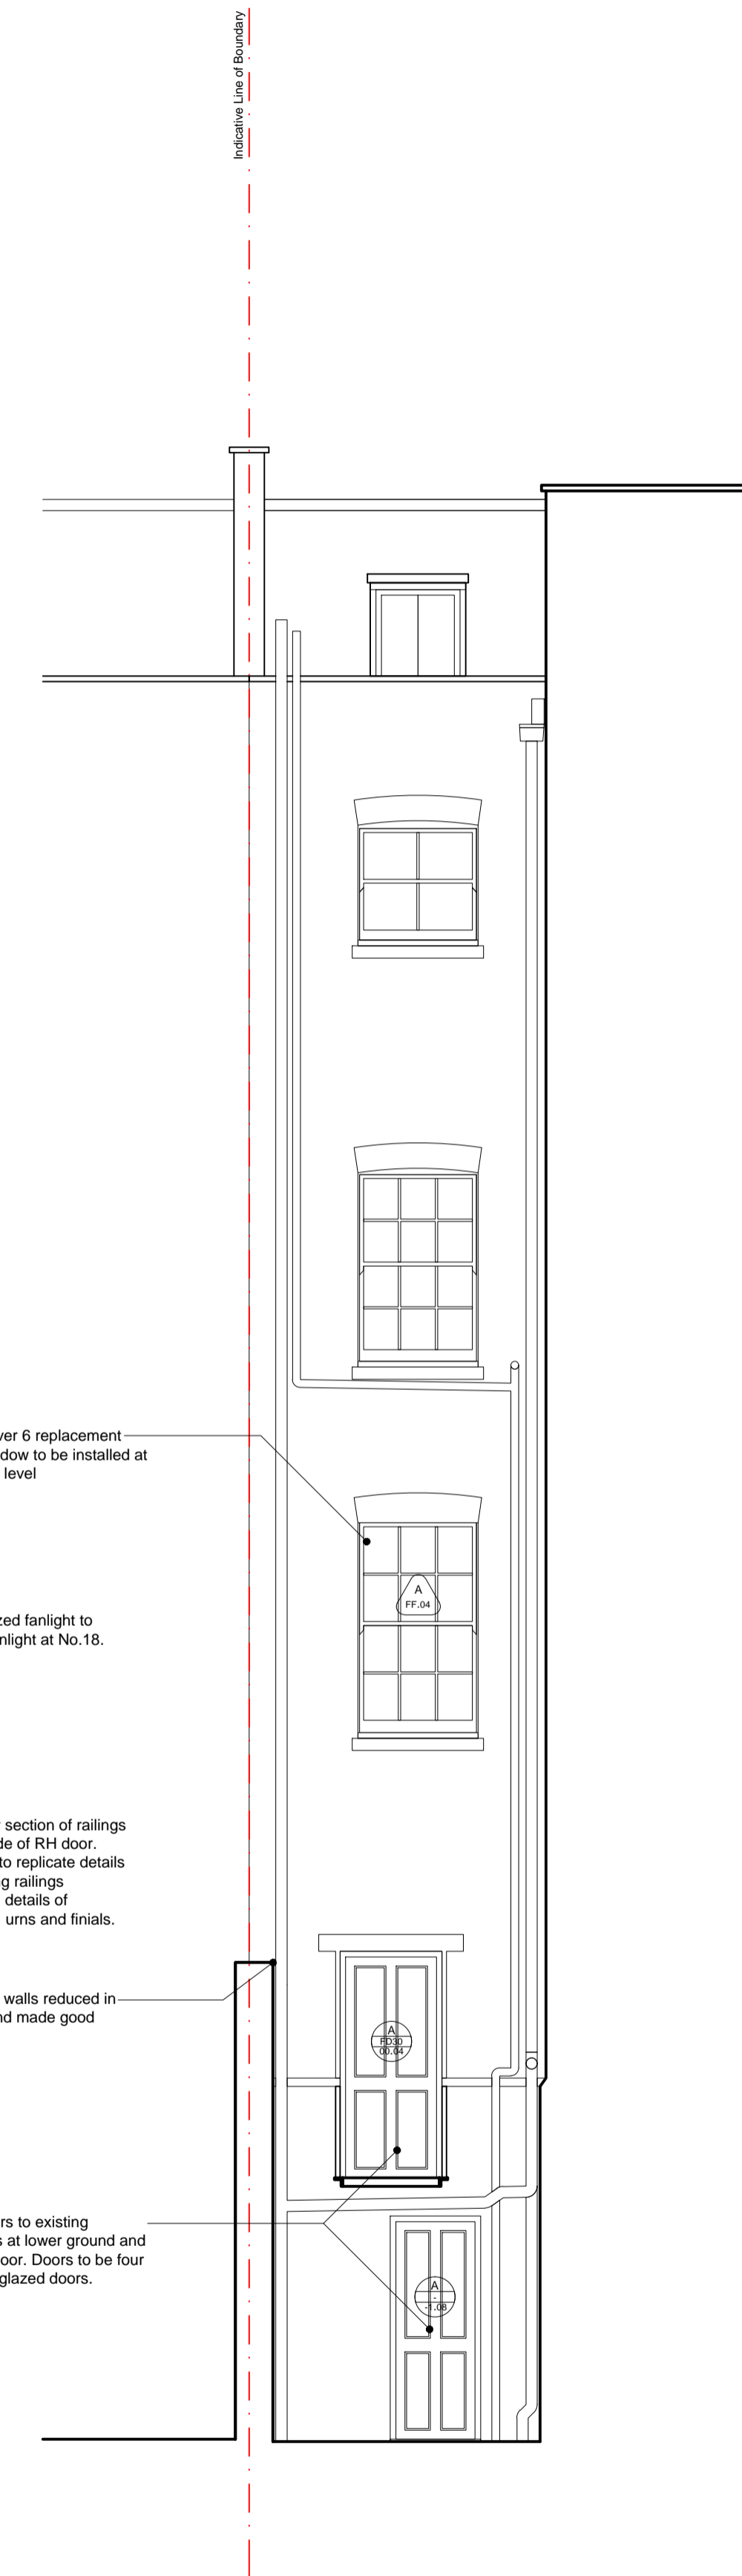 Indicative Line of Boundary
ver 6 replacement
dow to be installed at
level
A
FF.04
zed fanlight to
nlight at No.18.
section of railings
de of RH door.
to replicate details
g railings
details of
urns and finials.
walls reduced in
nd made good
A
FD30
00.04
rs to existing
s at lower ground and
oor. Doors to be four
glazed doors.
A
-
-1.08